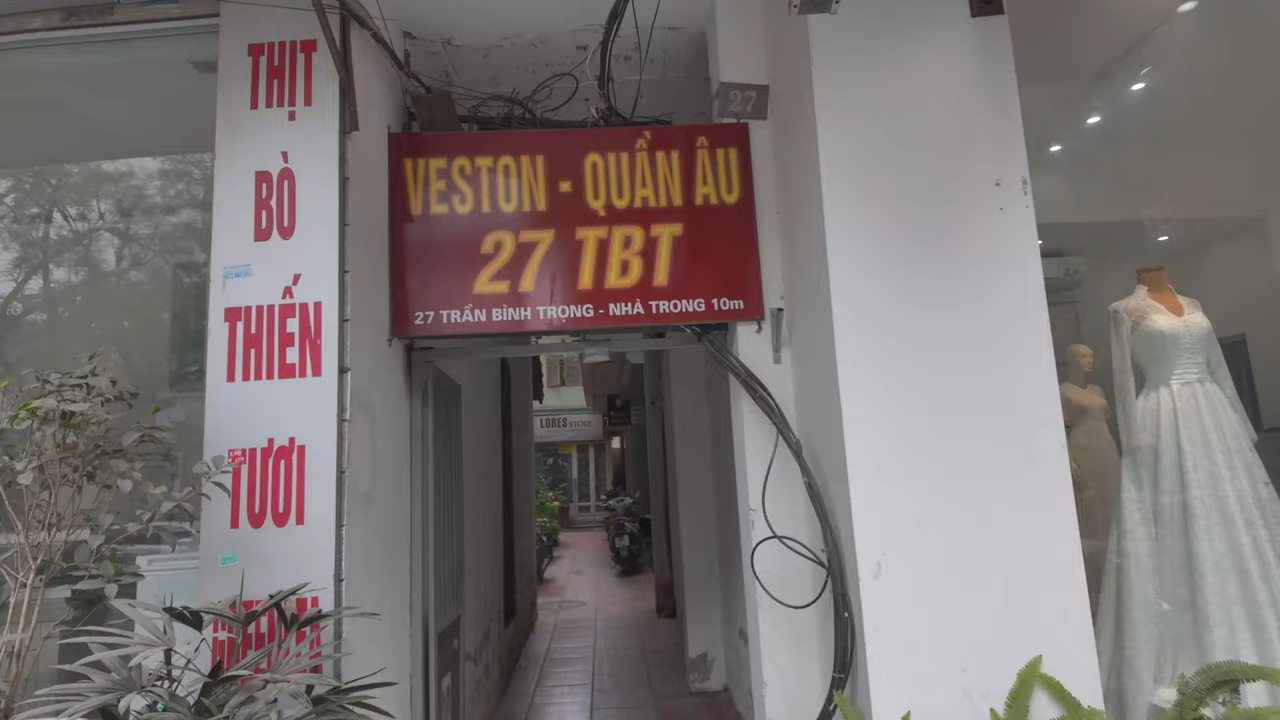 THỊT
BÒ
THIẾN
TƯƠI
27
VESTON - QUẦN ÂU
27 TBT
27 TRẦN BÌNH TRỌNG - NHÀ TRONG 10m
LORES STORE